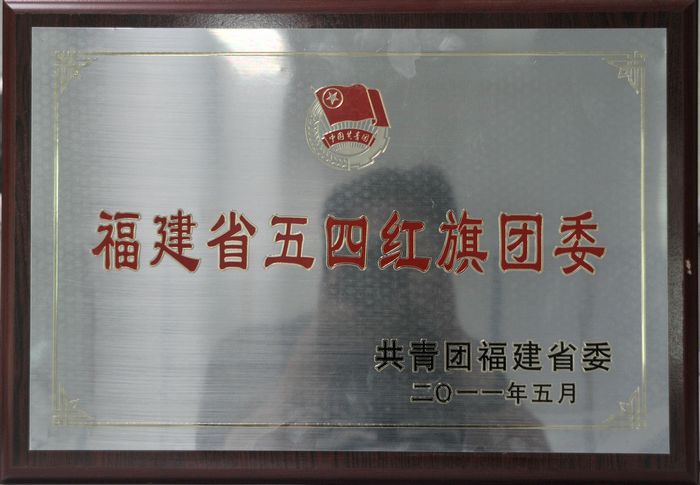 中国共青团
福建省五四红旗团委
共青团福建省委
二〇一一年五月